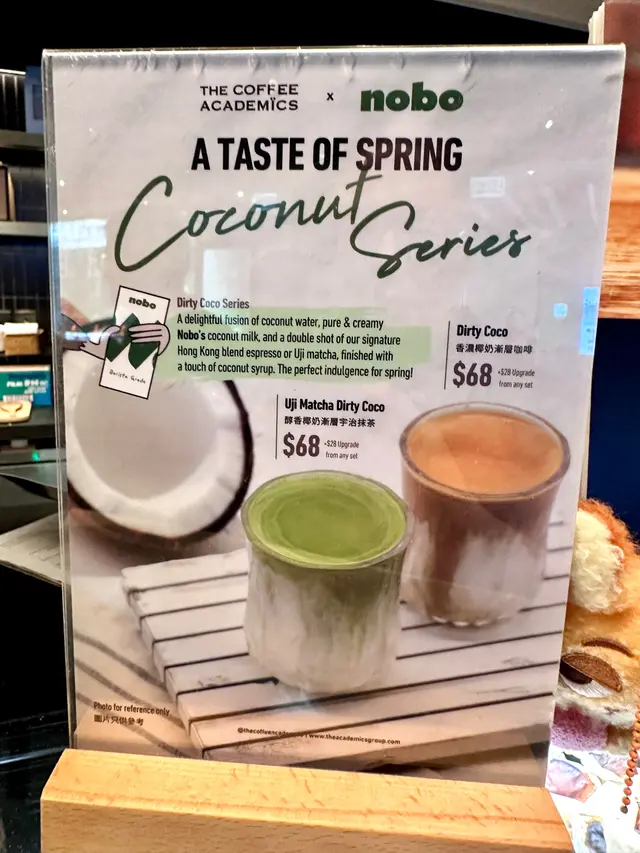 THE COFFEE
ACADEMÏCS
x
nobo
A TASTE OF SPRING
Coconut
Series
nobo
Barista Grade
Dirty Coco Series
A delightful fusion of coconut water, pure & creamy
Nobo's coconut milk, and a double shot of our signature
Hong Kong blend espresso or Uji matcha, finished with
a touch of coconut syrup. The perfect indulgence for spring!
Dirty Coco
香濃椰奶漸層咖啡
$68 +$28 Upgrade
from any set
Uji Matcha Dirty Coco
醇香椰奶漸層宇治抹茶
$68 +$28 Upgrade
from any set
Photo for reference only
圖片只供參考
| www.theacademicsgroup.com